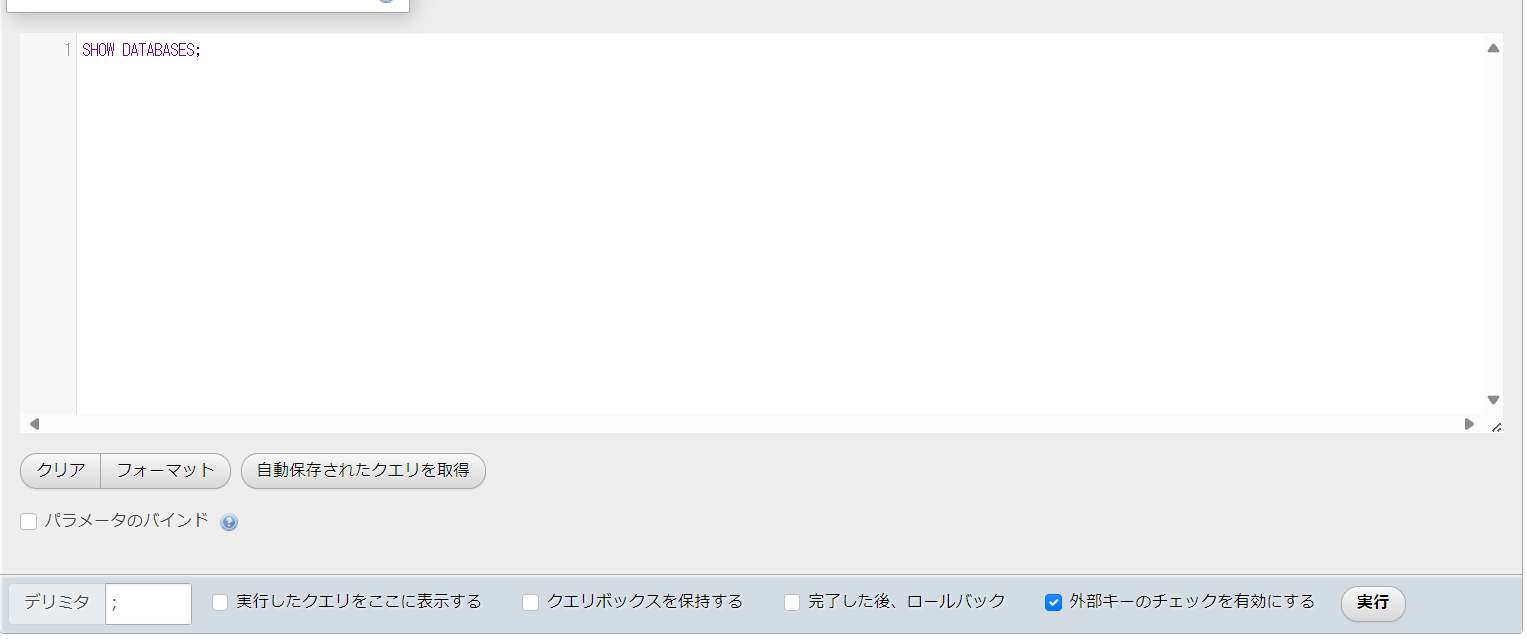 1 SHOW DATABASES;
クリア フォーマット 自動保存されたクエリを取得
パラメータのバインド
デリミタ ; 実行したクエリをここに表示する クエリボックスを保持する 完了した後、ロールバック 外部キーのチェックを有効にする 実行